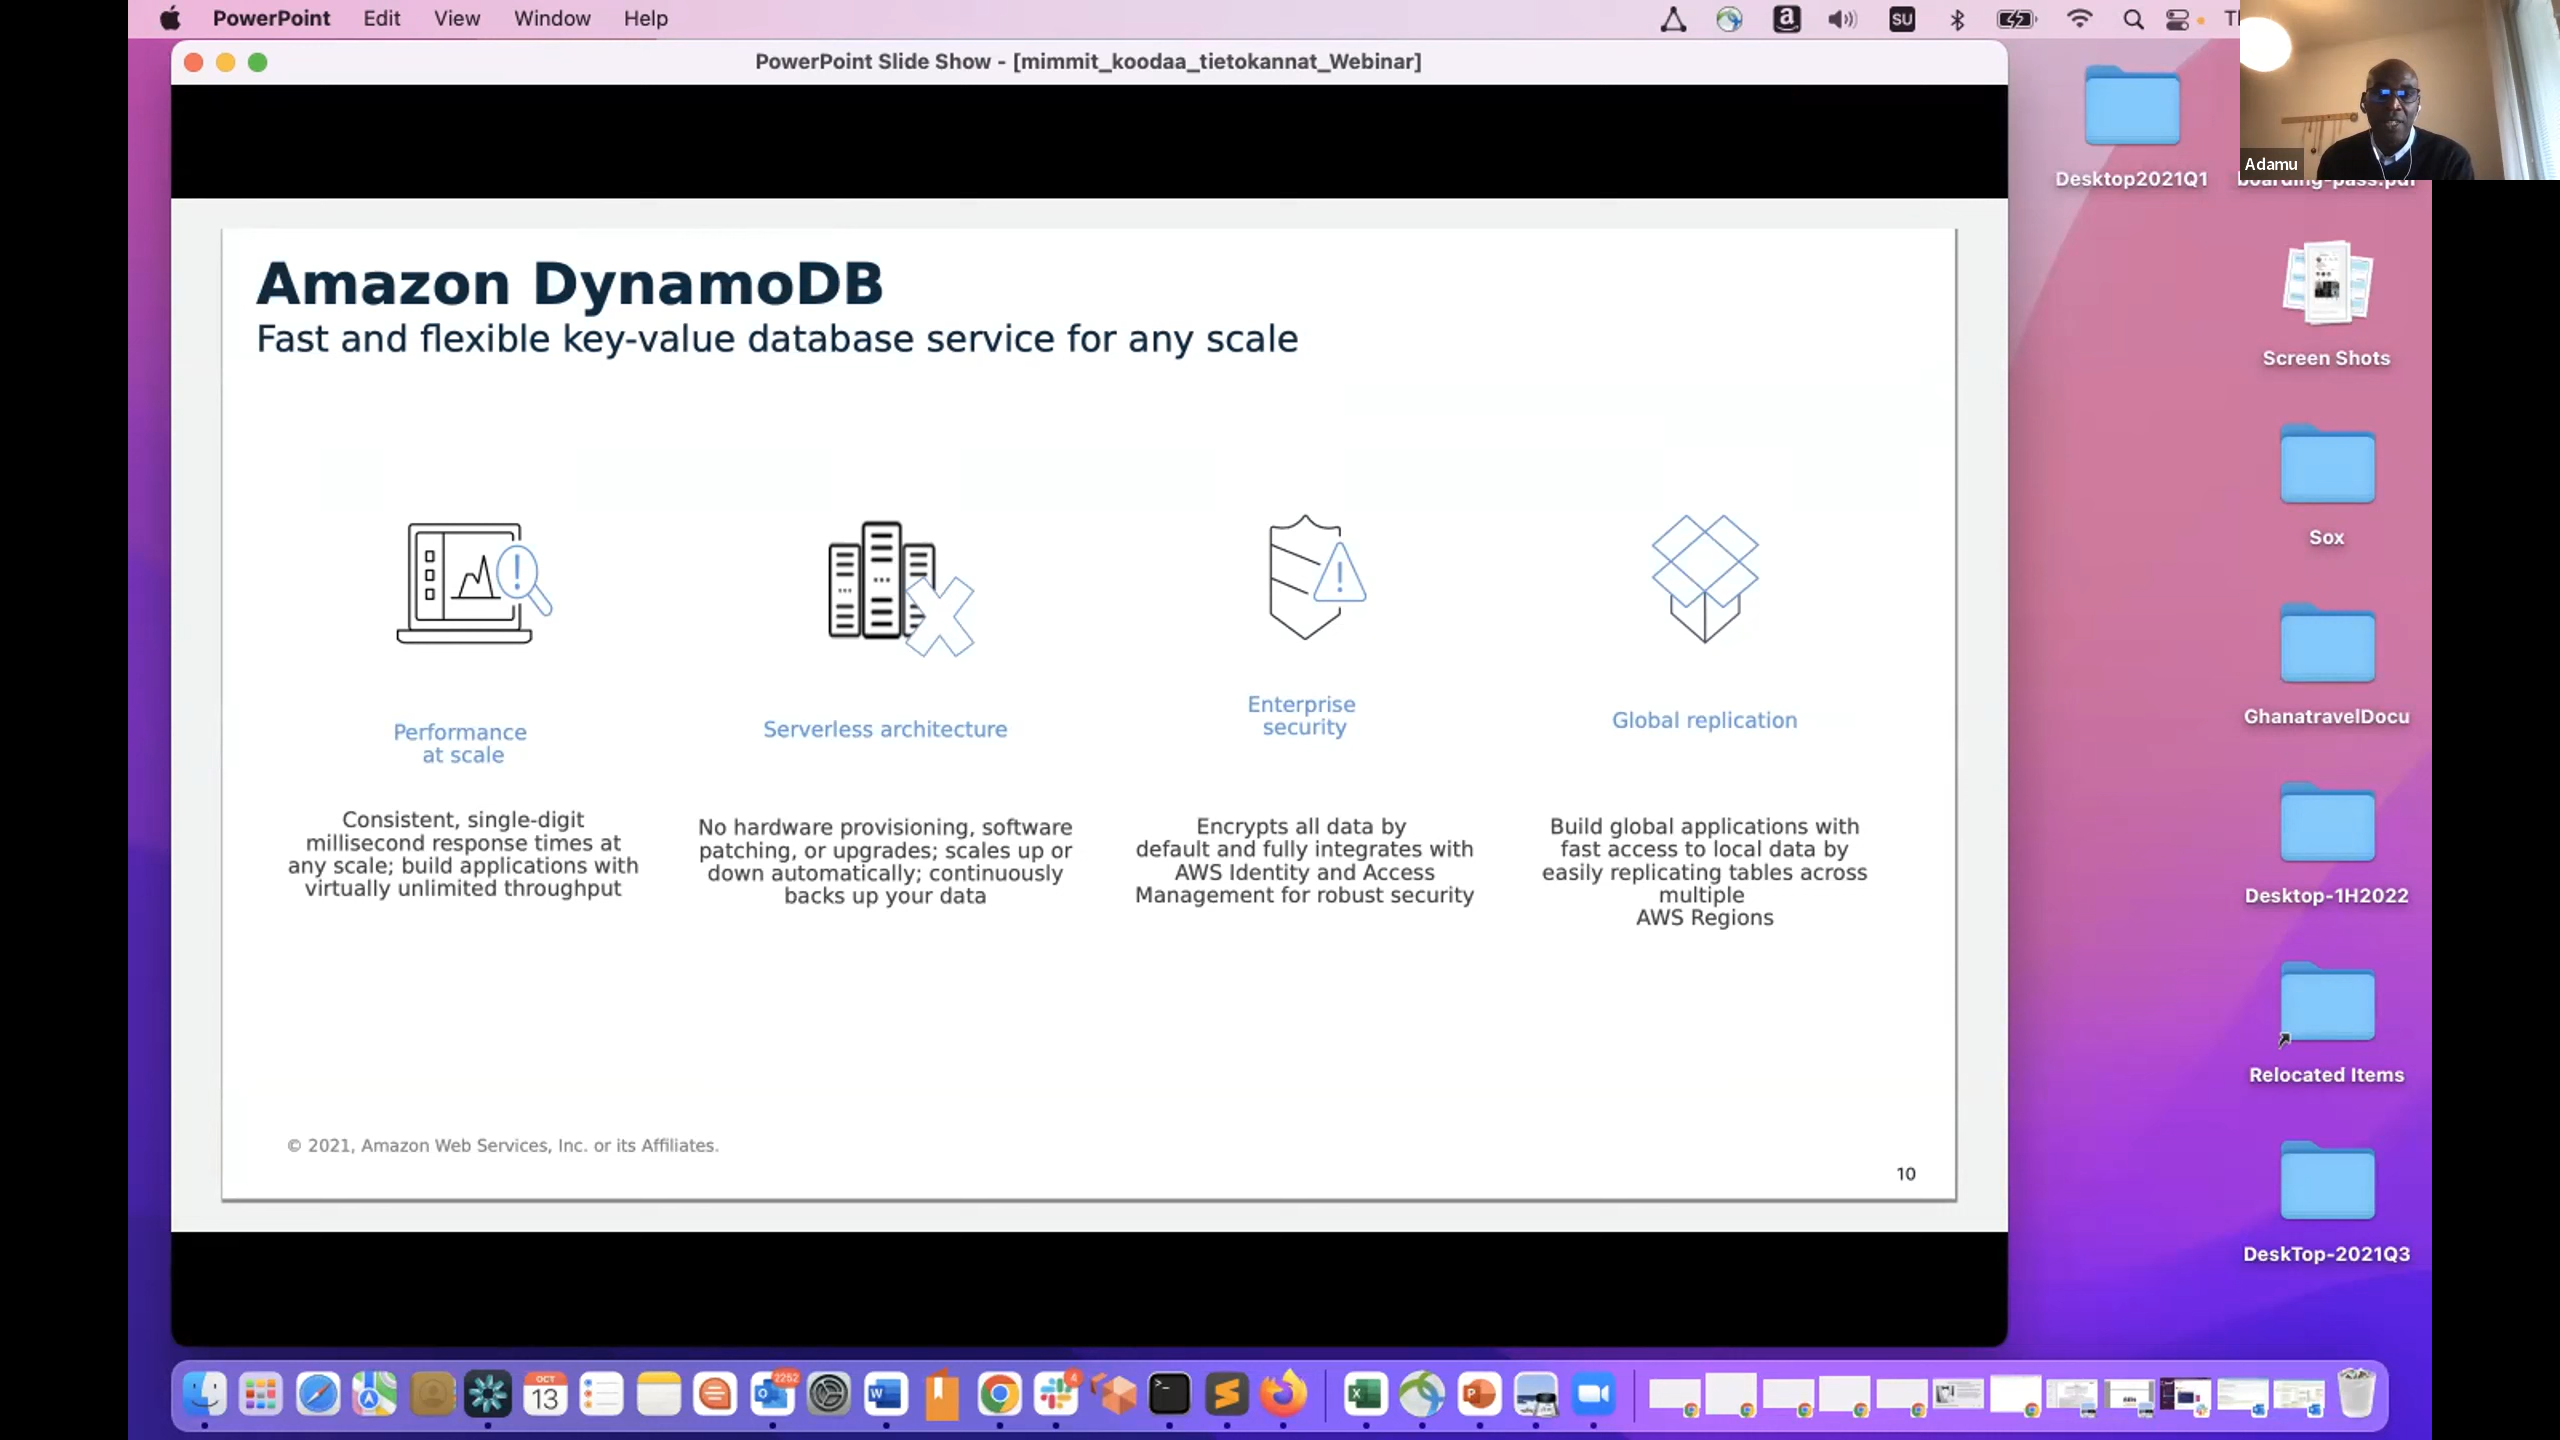 PowerPoint Edit View Window Help
SU
PowerPoint Slide Show - [mimmit_koodaa_tietokannat_Webinar]
Adamu
Desktop2021Q1
boarding-pass.pdf
Amazon DynamoDB
Fast and flexible key-value database service for any scale
Screen Shots
Sox
GhanatravelDocu
Desktop-1H2022
Relocated Items
DeskTop-2021Q3
Performance
at scale
Consistent, single-digit
millisecond response times at
any scale; build applications with
virtually unlimited throughput
Serverless architecture
No hardware provisioning, software
patching, or upgrades; scales up or
down automatically; continuously
backs up your data
Enterprise
security
Encrypts all data by
default and fully integrates with
AWS Identity and Access
Management for robust security
Global replication
Build global applications with
fast access to local data by
easily replicating tables across
multiple
AWS Regions
© 2021, Amazon Web Services, Inc. or its Affiliates.
10
OCT
13
2252
4